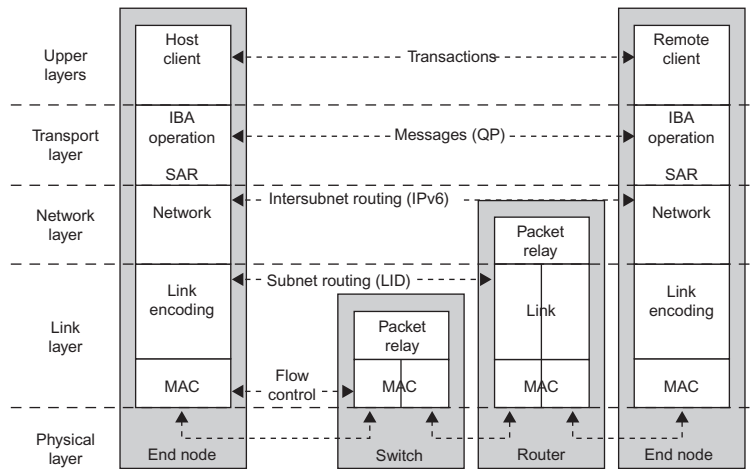 Upper
layers
Host
client
Transactions
Remote
client
Transport
layer
IBA
operation
SAR
Messages (QP)
IBA
operation
SAR
Network
layer
Network
Intersubnet routing (IPv6)
Packet
relay
Network
Subnet routing (LID)
Link
layer
Link
encoding
Packet
relay
Link
Link
encoding
MAC
Flow
control
MAC
MAC
MAC
Physical
layer
End node
Switch
Router
End node